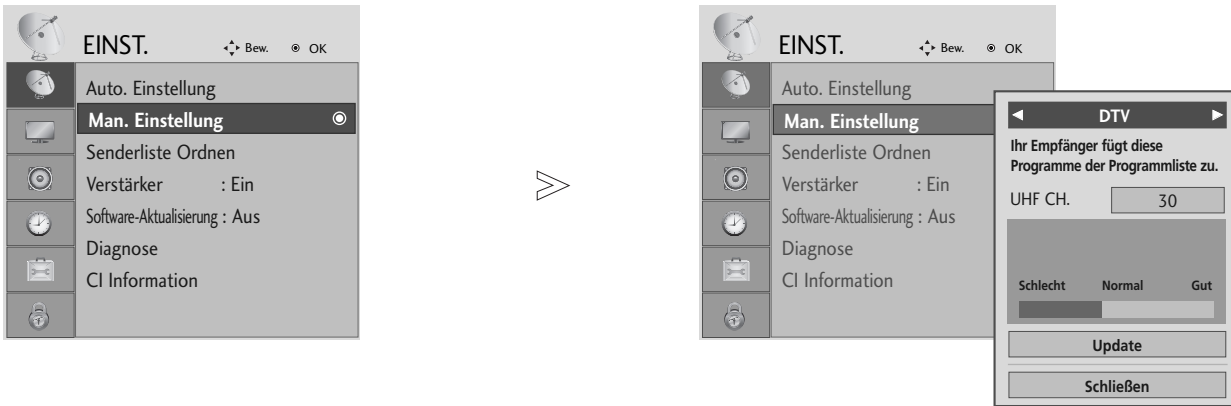 EINST. Bew. OK
Auto. Einstellung
Man. Einstellung
Senderliste Ordnen
Verstärker : Ein
Software-Aktualisierung : Aus
Diagnose
CI Information
EINST. Bew. OK
Auto. Einstellung
Man. Einstellung
Senderliste Ordnen
Verstärker : Ein
Software-Aktualisierung : Aus
Diagnose
CI Information
DTV
Ihr Empfänger fügt diese
Programme der Programmliste zu.
UHF CH. 30
Schlecht Normal Gut
Update
Schließen